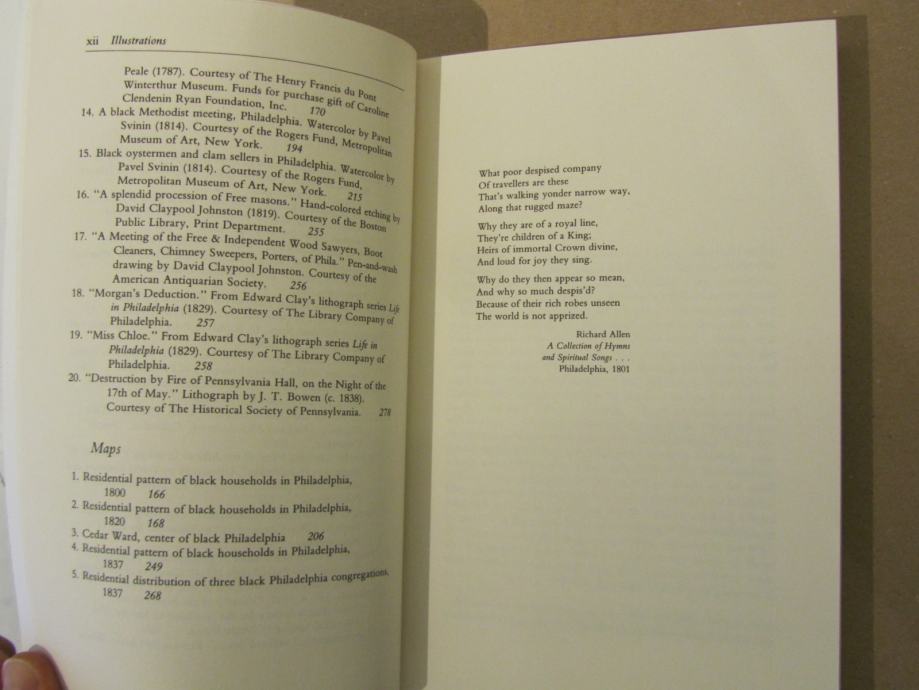 xii Illustrations
Peale (1787). Courtesy of The Henry Francis du Pont
Winterthur Museum. Funds for purchase gift of Caroline
Clendenin Ryan Foundation, Inc. 170
14. A black Methodist meeting, Philadelphia. Watercolor by Pavel
Svinin (1814). Courtesy of the Rogers Fund, Metropolitan
Museum of Art, New York. 194
15. Black oystermen and clam sellers in Philadelphia. Watercolor by
Pavel Svinin (1814). Courtesy of the Rogers Fund,
Metropolitan Museum of Art, New York. 215
16. "A splendid procession of Free masons." Hand-colored etching by
David Claypool Johnston (1819). Courtesy of the Boston
Public Library, Print Department. 255
17. "A Meeting of the Free & Independent Wood Sawyers, Boot
Cleaners, Chimney Sweepers, Porters, of Phila." Pen-and-wash
drawing by David Claypool Johnston. Courtesy of the
American Antiquarian Society. 256
18. "Morgan's Deduction." From Edward Clay's lithograph series Life
in Philadelphia (1829). Courtesy of The Library Company of
Philadelphia. 257
19. "Miss Chloe." From Edward Clay's lithograph series Life in
Philadelphia (1829). Courtesy of The Library Company of
Philadelphia. 258
20. "Destruction by Fire of Pennsylvania Hall, on the Night of the
17th of May." Lithograph by J. T. Bowen (c. 1838).
Courtesy of The Historical Society of Pennsylvania. 278
Maps
1. Residential pattern of black households in Philadelphia,
1800 166
2. Residential pattern of black households in Philadelphia,
1820 168
3. Cedar Ward, center of black Philadelphia 206
4. Residential pattern of black households in Philadelphia,
1837 249
5. Residential distribution of three black Philadelphia congregations,
1837 268
What poor despised company
Of travellers are these
That's walking yonder narrow way,
Along that rugged maze?
Why they are of a royal line,
They're children of a King;
Heirs of immortal Crown divine,
And loud for joy they sing.
Why do they then appear so mean,
And why so much despis'd?
Because of their rich robes unseen
The world is not apprized.
Richard Allen
A Collection of Hymns
and Spiritual Songs . . .
Philadelphia, 1801